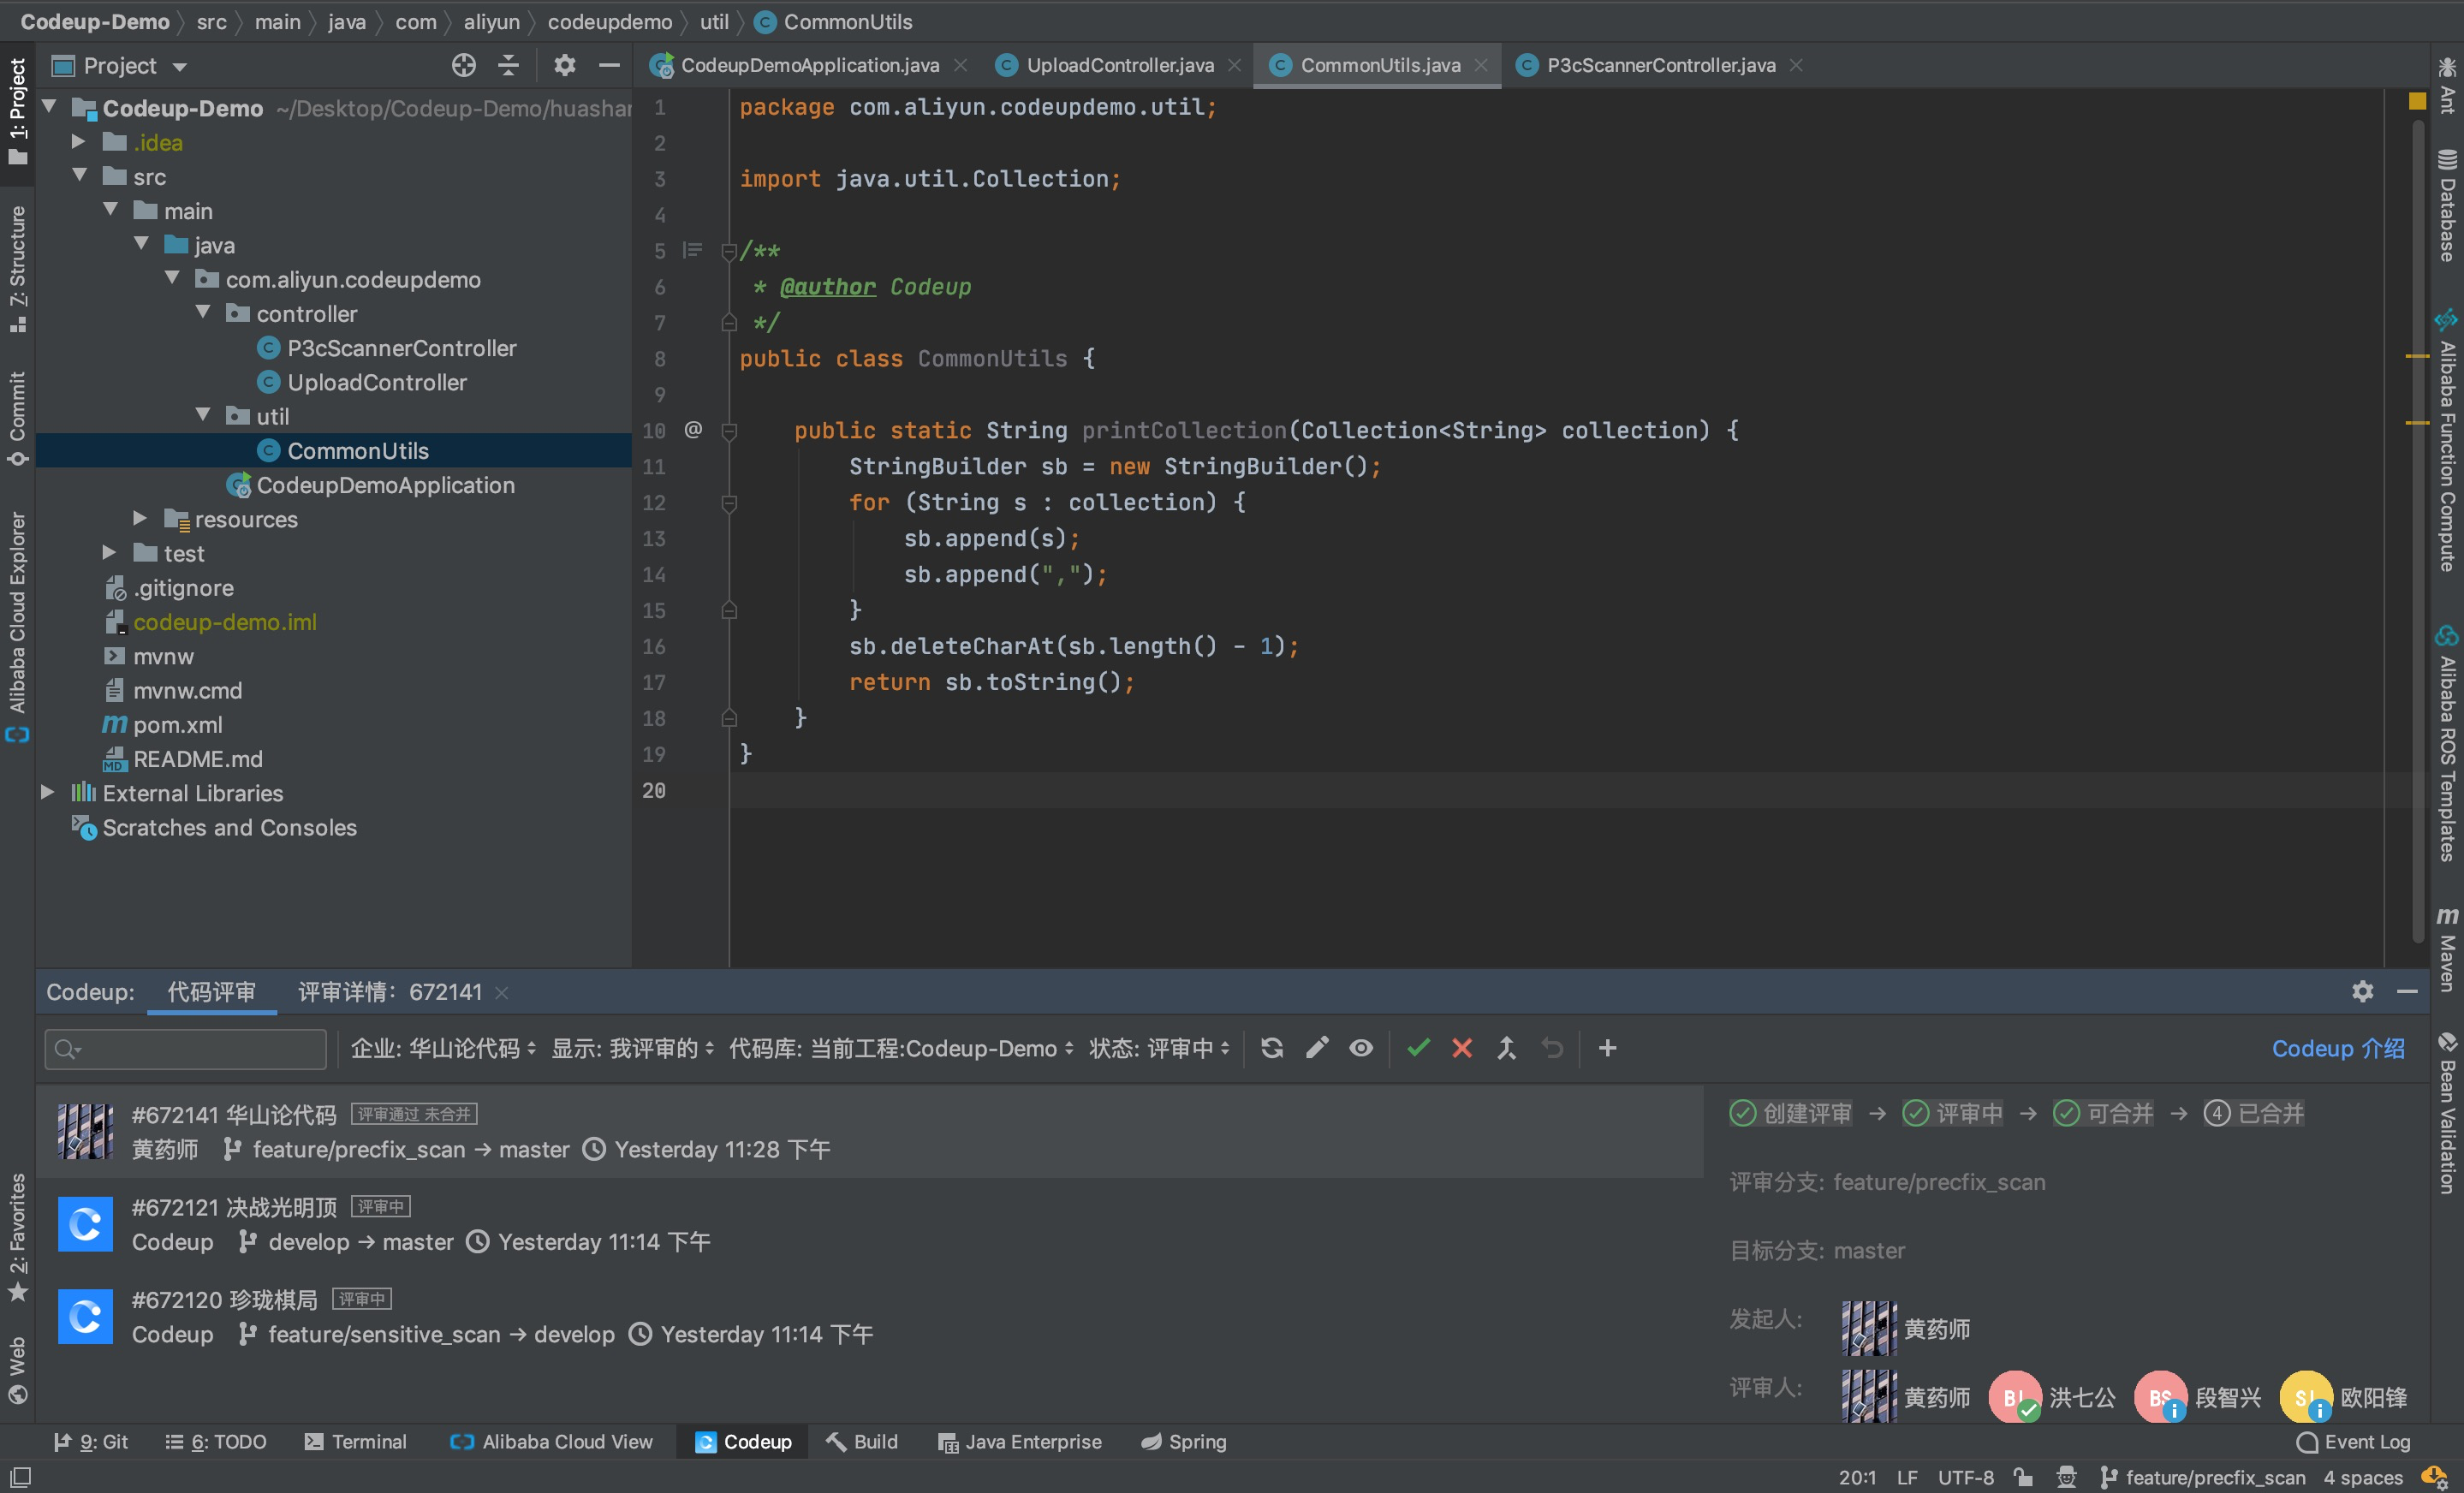 Codeup-Demo src main java com aliyun codeupdemo util CommonUtils
Project
CodeupDemoApplication.java
UploadController.java
CommonUtils.java
P3cScannerController.java
1: Project
7: Structure
Commit
Alibaba Cloud Explorer
2: Favorites
Web
Codeup-Demo ~/Desktop/Codeup-Demo/huashan
.idea
src
main
java
com.aliyun.codeupdemo
controller
P3cScannerController
UploadController
util
CommonUtils
CodeupDemoApplication
resources
test
.gitignore
codeup-demo.iml
mvnw
mvnw.cmd
pom.xml
README.md
External Libraries
Scratches and Consoles
1 package com.aliyun.codeupdemo.util;
2
3 import java.util.Collection;
4
5 /**
6 * @author Codeup
7 */
8 public class CommonUtils {
9
10 @ public static String printCollection(Collection<String> collection) {
11 StringBuilder sb = new StringBuilder();
12 for (String s : collection) {
13 sb.append(s);
14 sb.append(",");
15 }
16 sb.deleteCharAt(sb.length() - 1);
17 return sb.toString();
18 }
19 }
20
Ant
Database
Alibaba Function Compute
Alibaba ROS Templates
Maven
Bean Validation
Codeup: 代码评审 评审详情: 672141
企业: 华山论代码 显示: 我评审的 代码库: 当前工程:Codeup-Demo 状态: 评审中
Codeup 介绍
#672141 华山论代码 评审通过 未合并
黄药师 feature/precfix_scan → master Yesterday 11:28 下午
#672121 决战光明顶 评审中
Codeup develop → master Yesterday 11:14 下午
#672120 珍珑棋局 评审中
Codeup feature/sensitive_scan → develop Yesterday 11:14 下午
创建评审 → 评审中 → 可合并 → 4 已合并
评审分支: feature/precfix_scan
目标分支: master
发起人: 黄药师
评审人: 黄药师 洪七公 段智兴 欧阳锋
9: Git 6: TODO Terminal Alibaba Cloud View Codeup Build Java Enterprise Spring Event Log
20:1 LF UTF-8 feature/precfix_scan 4 spaces